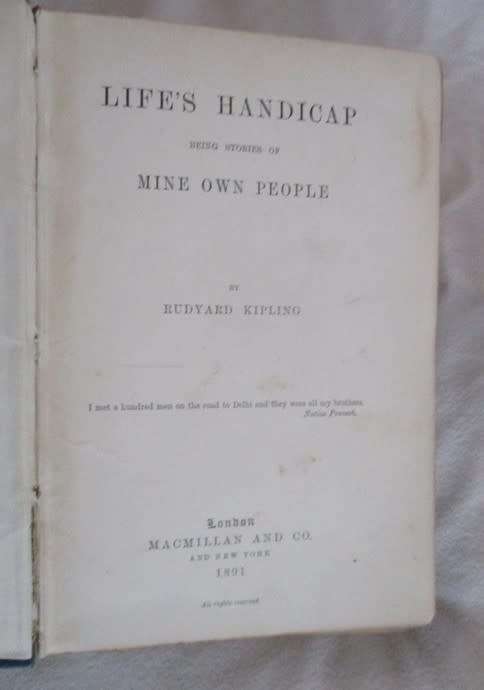 LIFE'S HANDICAP
BEING STORIES OF
MINE OWN PEOPLE
BY
RUDYARD KIPLING
I met a hundred men on the road to Delhi and they were all my brothers.
Native Proverb.
London
MACMILLAN AND CO.
AND NEW YORK
1891
All rights reserved